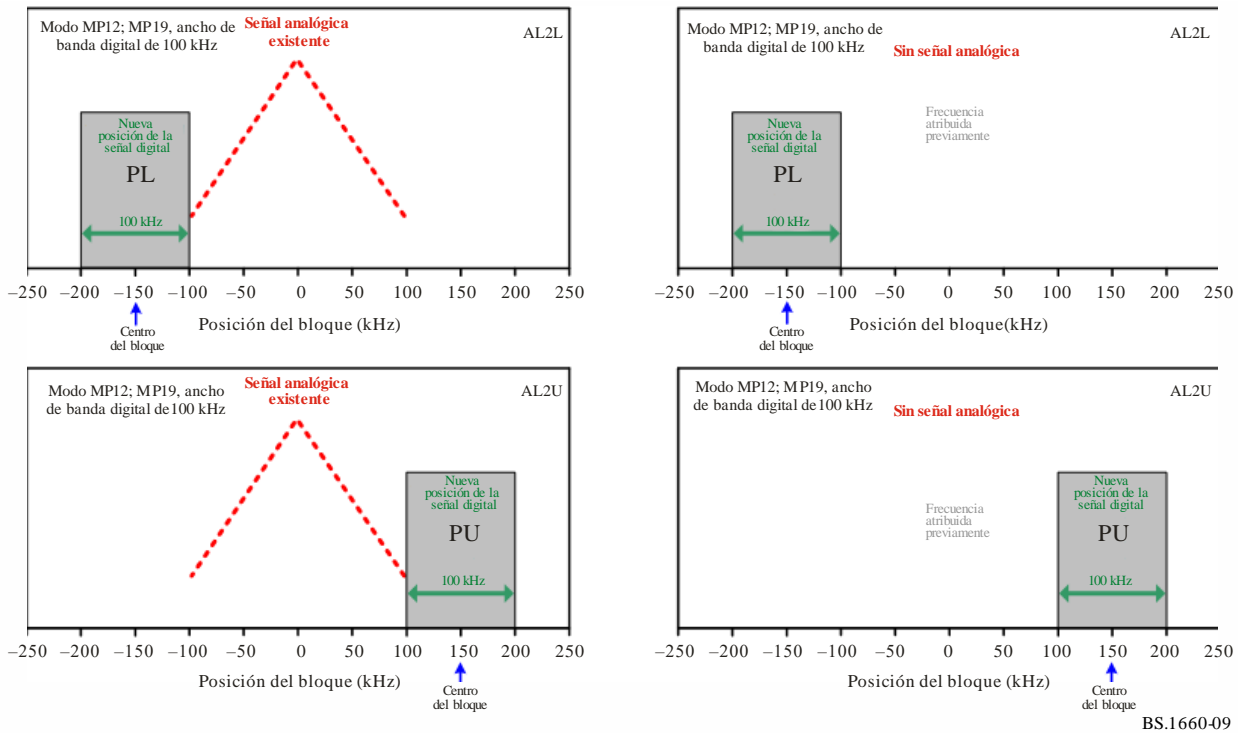 Modo MP12; MP19, ancho de
banda digital de 100 kHz
Señal analógica
existente
AL2L
Nueva
posición de la
señal digital
PL
100 kHz
–250 –200 –150 –100 –50 0 50 100 150 200 250
Centro
del bloque
Posición del bloque (kHz)
Modo MP12; MP19, ancho de
banda digital de 100 kHz
Sin señal analógica
AL2L
Frecuencia
atribuida
previamente
Nueva
posición de la
señal digital
PL
100 kHz
–250 –200 –150 –100 –50 0 50 100 150 200 250
Centro
del bloque
Posición del bloque(kHz)
Modo MP12; MP19, ancho
de banda digital de 100 kHz
Señal analógica
existente
AL2U
Nueva
posición de la
señal digital
PU
100 kHz
–250 –200 –150 –100 –50 0 50 100 150 200 250
Posición del bloque (kHz)
Centro
del bloque
Modo MP12; MP19, ancho
de banda digital de 100 kHz
Sin señal analógica
AL2U
Frecuencia
atribuida
previamente
Nueva
posición de la
señal digital
PU
100 kHz
–250 –200 –150 –100 –50 0 50 100 150 200 250
Posición del bloque (kHz)
Centro
del bloque
BS.1660-09